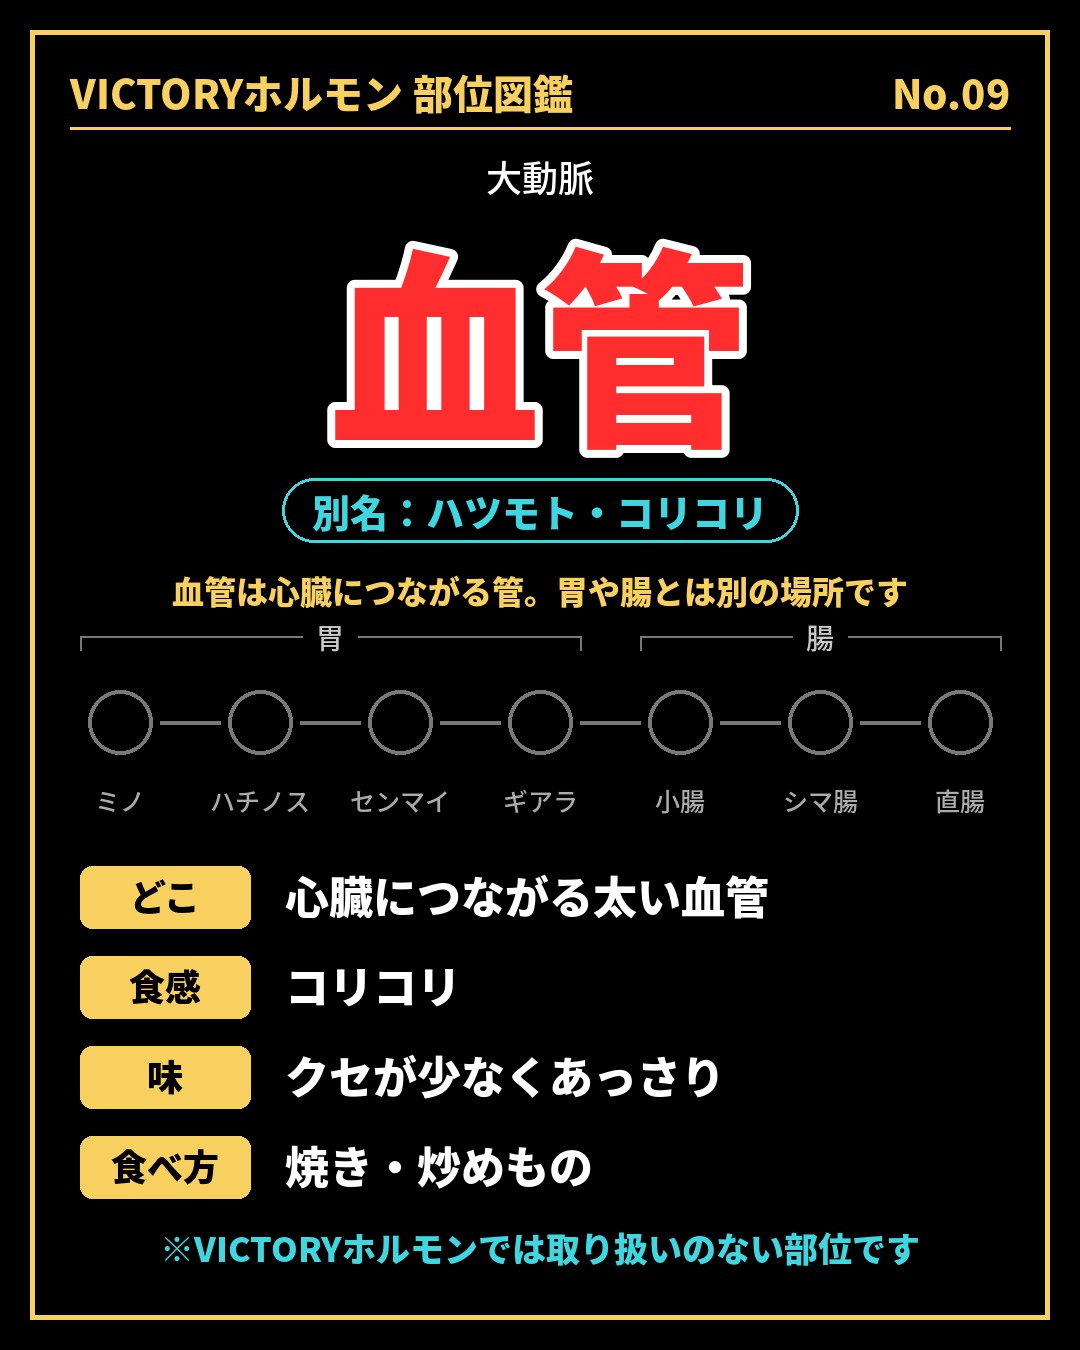 VICTORYホルモン 部位図鑑 No.09
大動脈
血管
別名：ハツモト・コリコリ
血管は心臓につながる管。胃や腸とは別の場所です
胃 腸
ミノ ハチノス センマイ ギアラ 小腸 シマ腸 直腸
どこ 心臓につながる太い血管
食感 コリコリ
味 クセが少なくあっさり
食べ方 焼き・炒めもの
※VICTORYホルモンでは取り扱いのない部位です